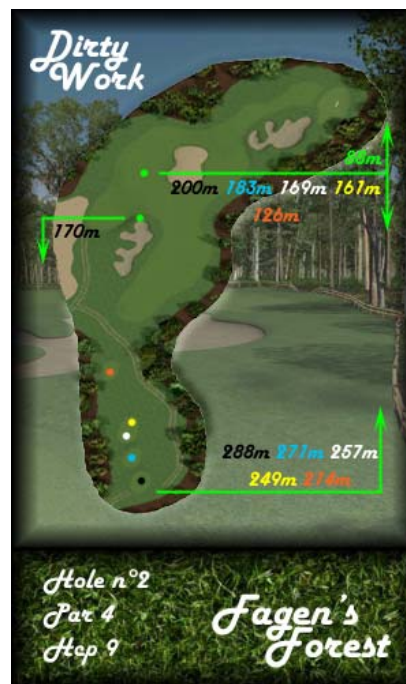 Dirty
Work
88m
200m 183m 169m 161m
126m
170m
288m 271m 257m
249m 214m
Hole n°2
Par 4
Hcp 9
Fagen's
Forest